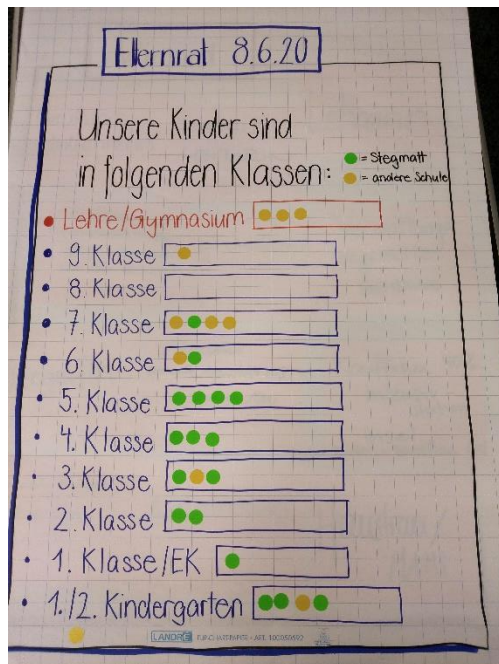 Elternrat 8.6.20
Unsere Kinder sind
in folgenden Klassen:
= Stegmatt
= andere Schule
Lehre/Gymnasium
9. Klasse
8. Klasse
7. Klasse
6. Klasse
5. Klasse
4. Klasse
3. Klasse
2. Klasse
1. Klasse/EK
1./2. Kindergarten
LANDRÉ